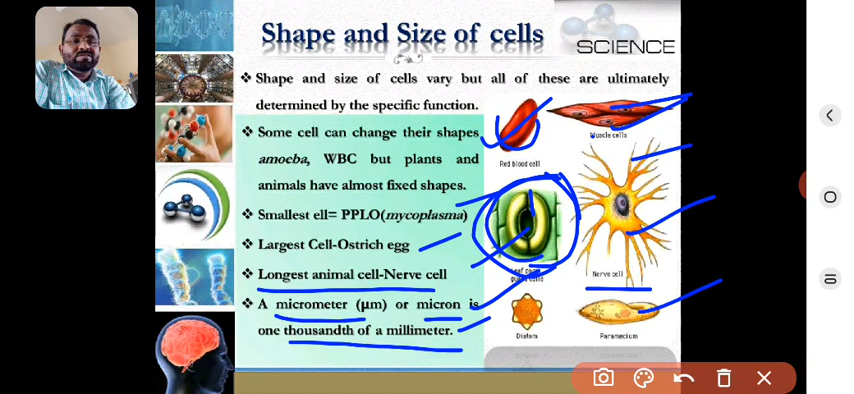 Shape and Size of cells
SCIENCE
❖ Shape and size of cells vary but all of these are ultimately
determined by the specific function.
❖ Some cell can change their shapes
amoeba, WBC but plants and
animals have almost fixed shapes.
❖ Smallest ell= PPLO(mycoplasma)
❖ Largest Cell-Ostrich egg
❖ Longest animal cell-Nerve cell
❖ A micrometer (µm) or micron is
one thousandth of a millimeter.
Red blood cell
Muscle cells
guard cells
Nerve cell
Diatam
Paramecium